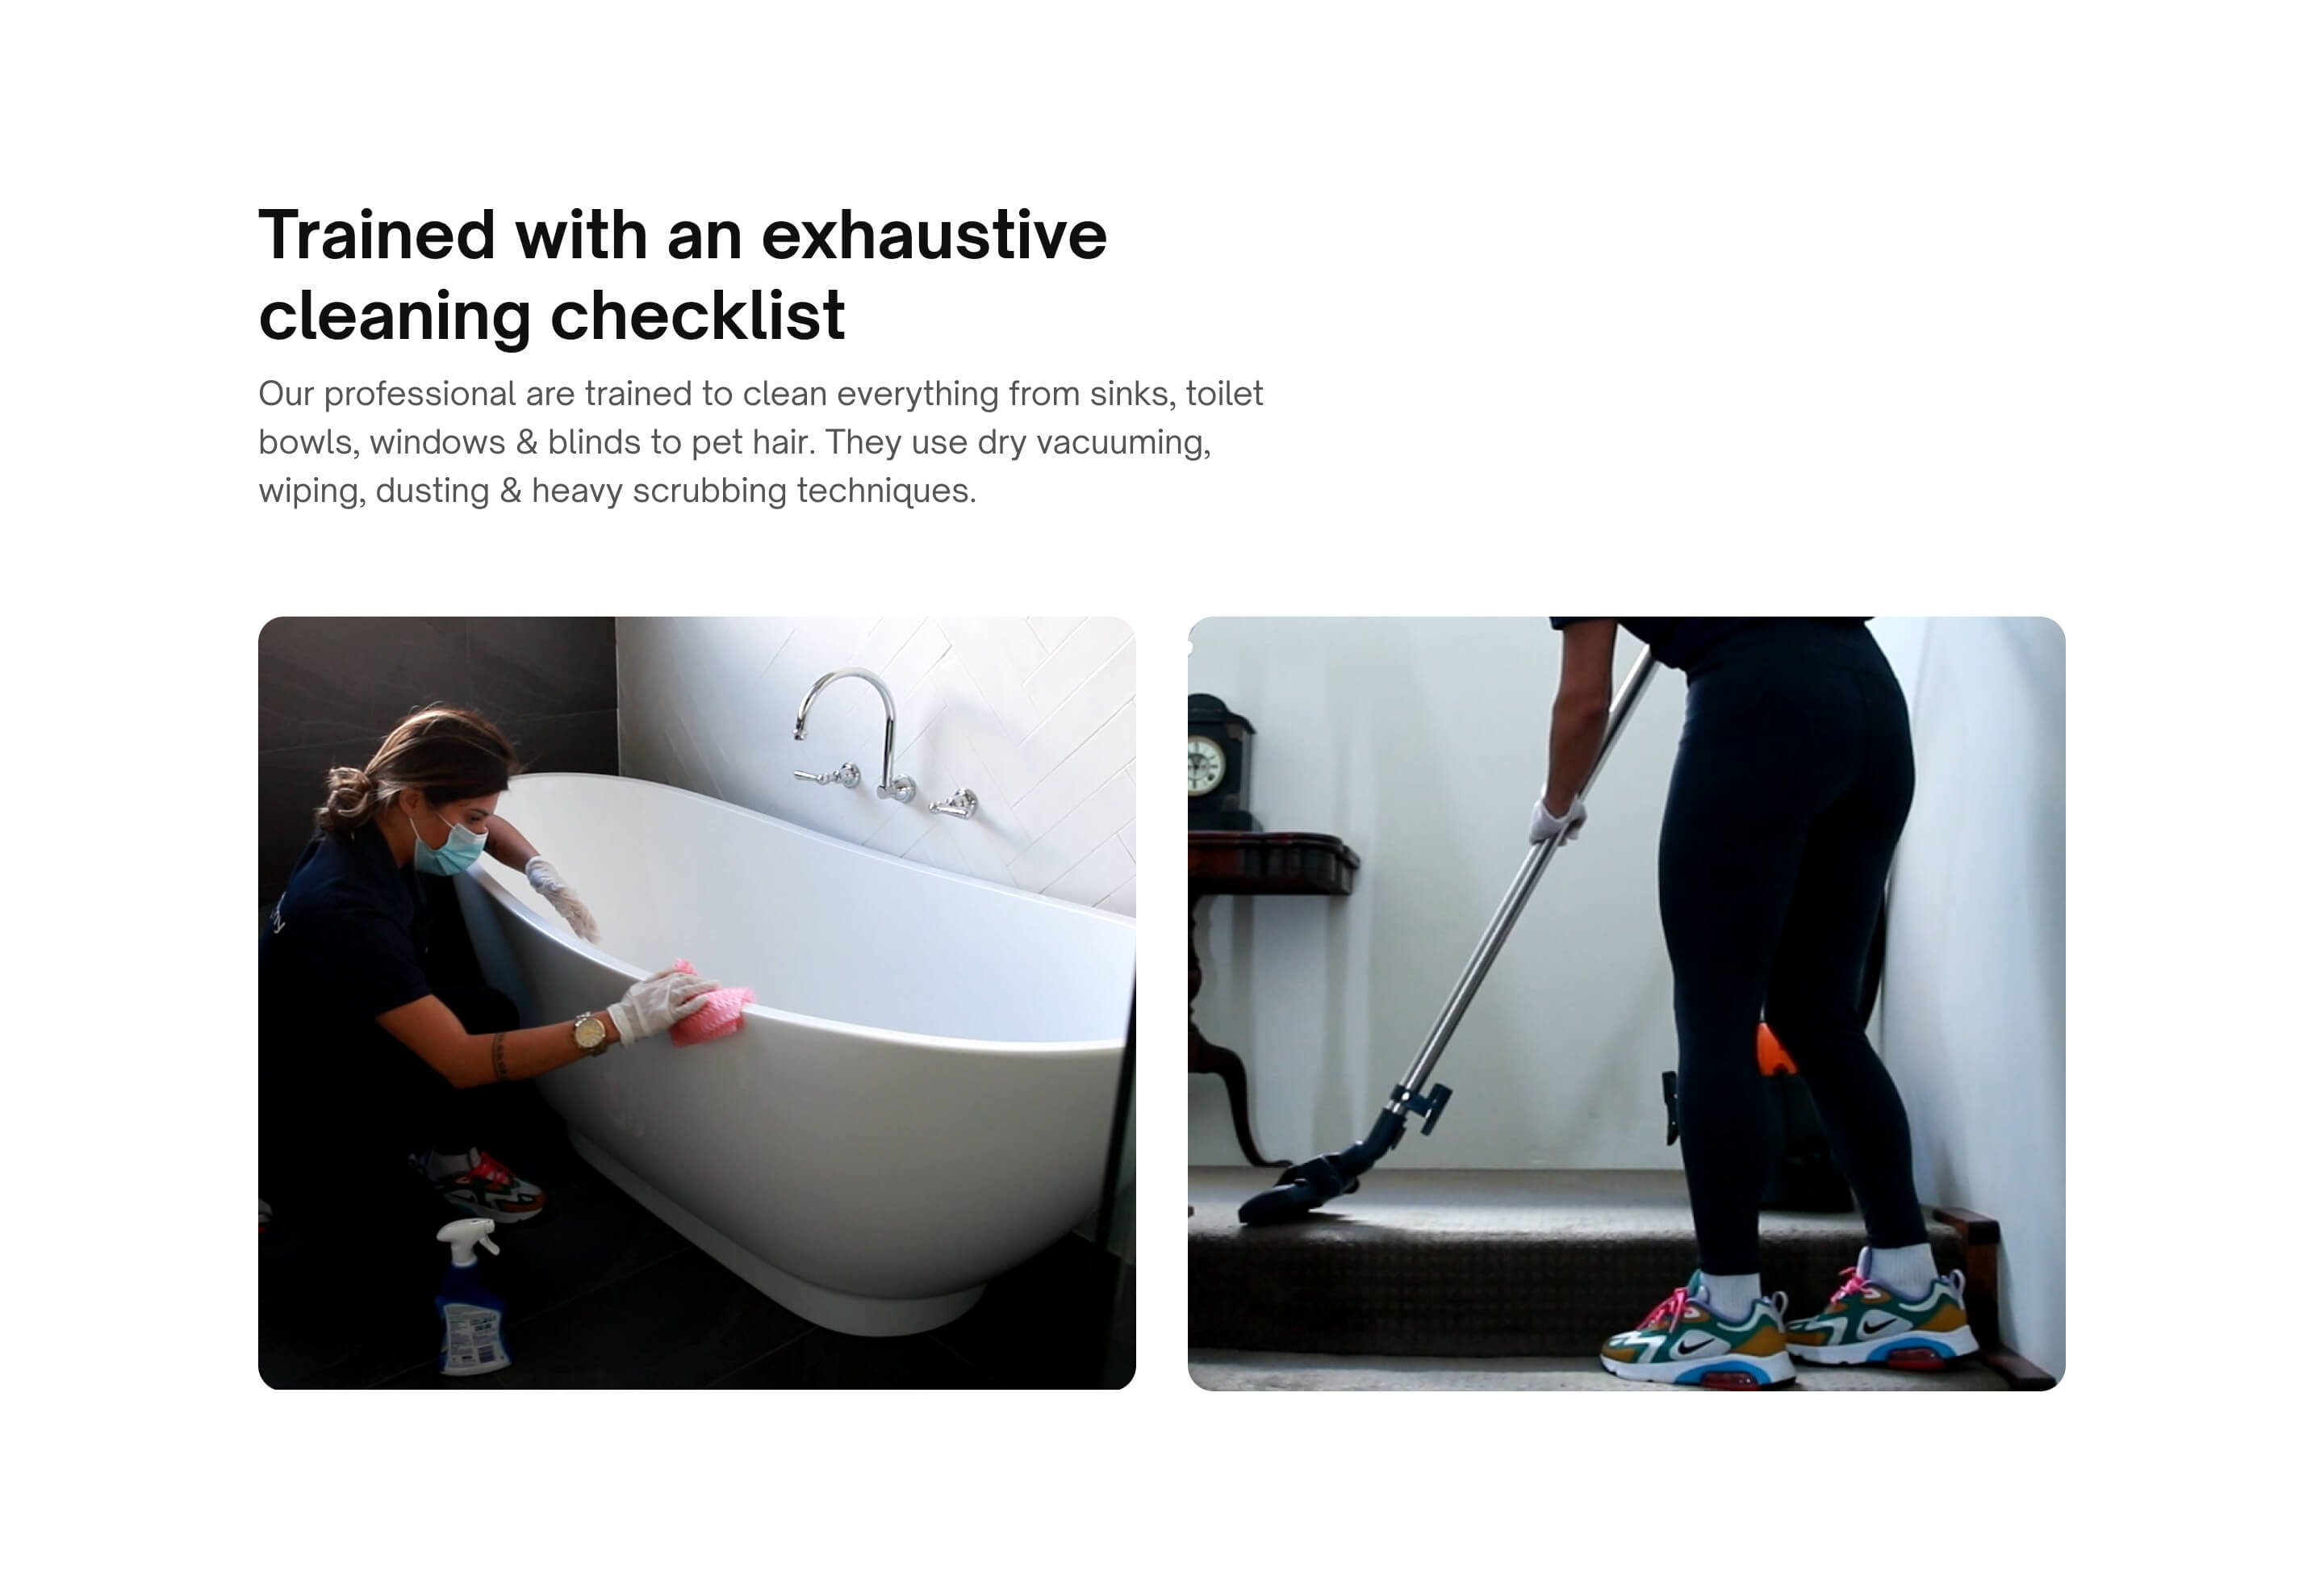 Trained with an exhaustive
cleaning checklist
Our professional are trained to clean everything from sinks, toilet
bowls, windows & blinds to pet hair. They use dry vacuuming,
wiping, dusting & heavy scrubbing techniques.